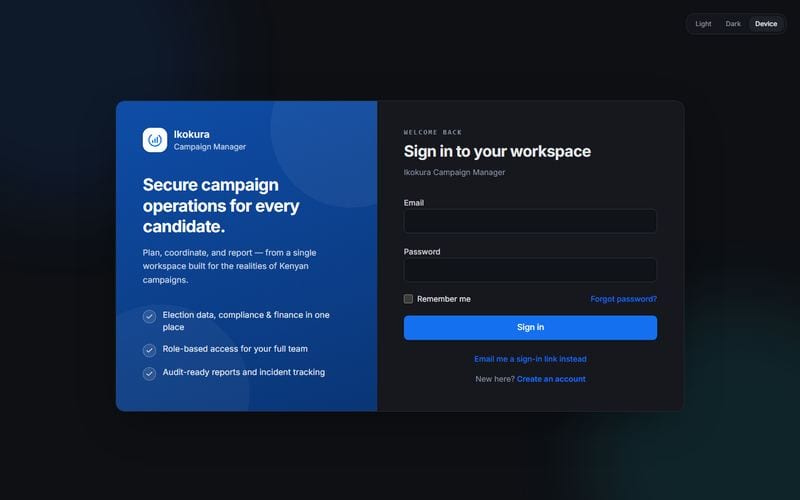 Light Dark Device
Ikokura
Campaign Manager
Secure campaign
operations for every
candidate.
Plan, coordinate, and report — from a single
workspace built for the realities of Kenyan
campaigns.
Election data, compliance & finance in one
place
Role-based access for your full team
Audit-ready reports and incident tracking
WELCOME BACK
Sign in to your workspace
Ikokura Campaign Manager
Email
Password
Remember me Forgot password?
Sign in
Email me a sign-in link instead
New here? Create an account